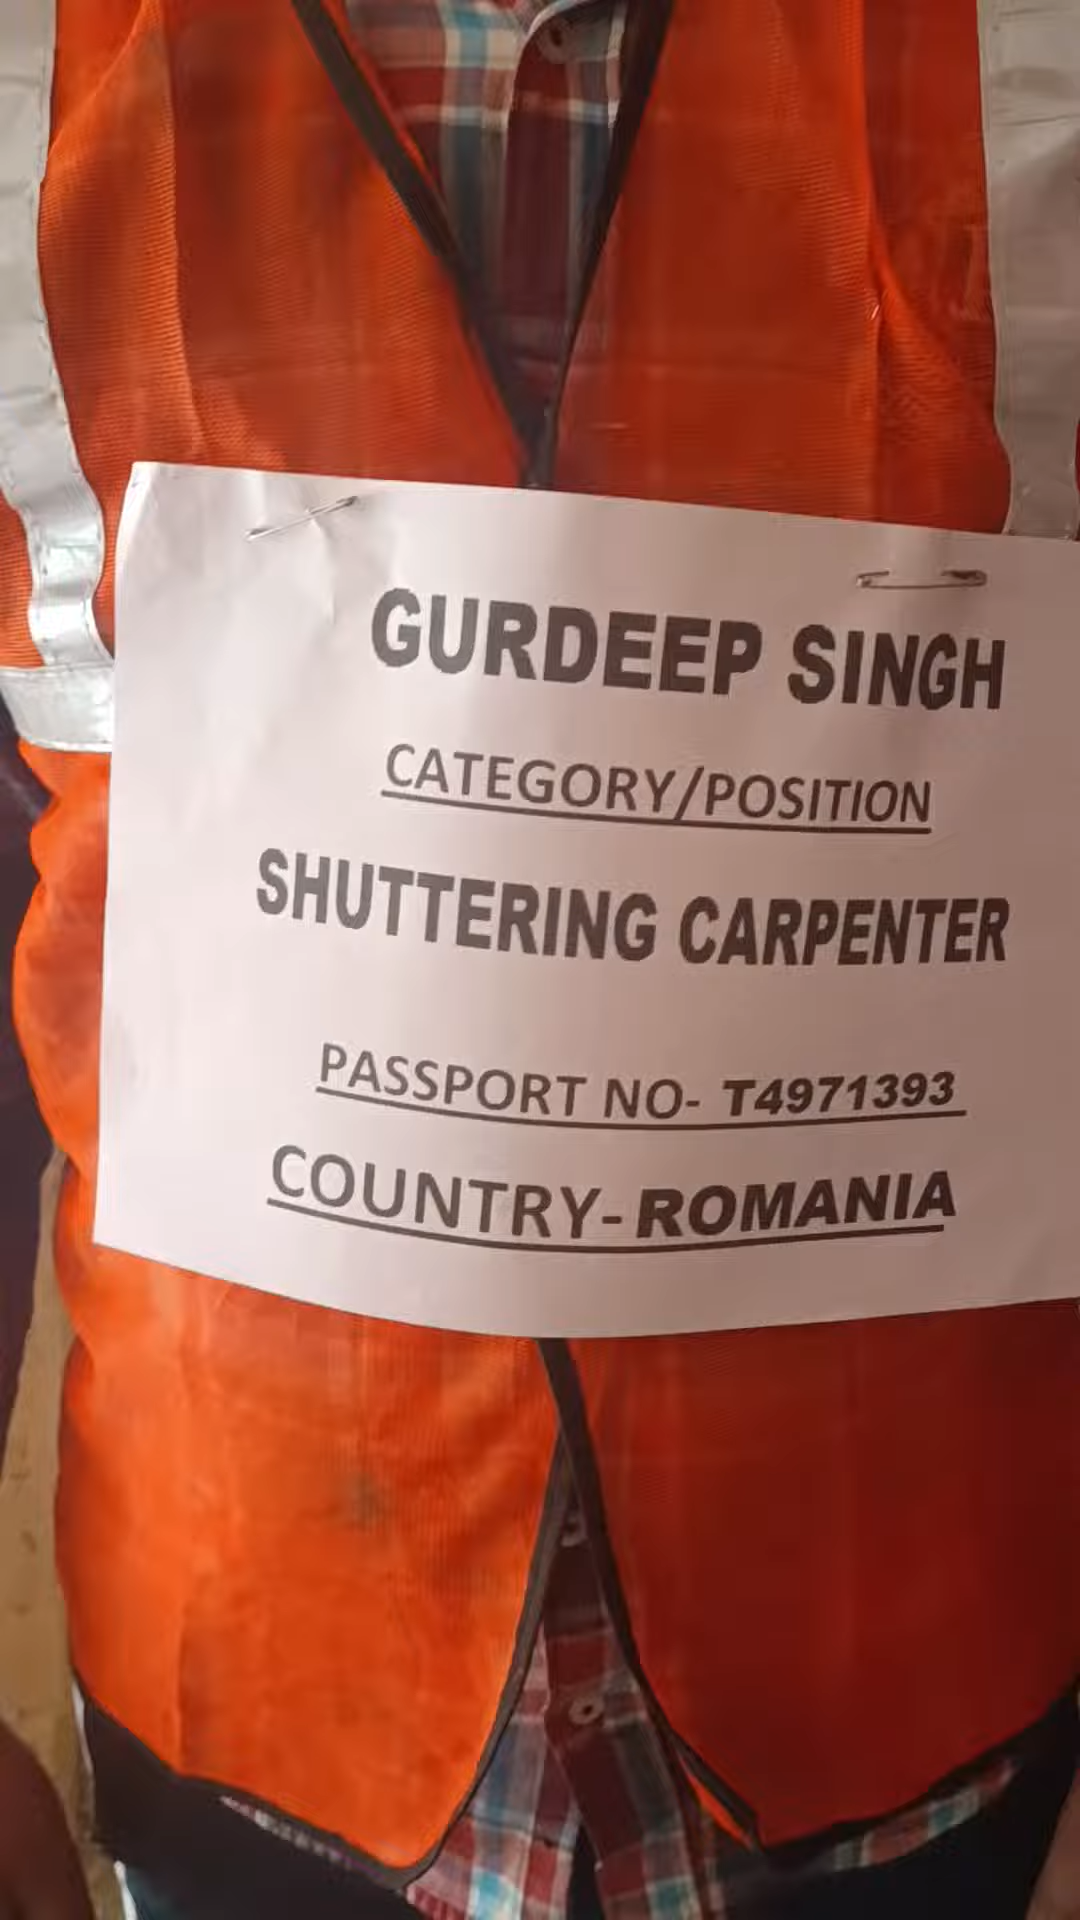 GURDEEP SINGH
CATEGORY/POSITION
SHUTTERING CARPENTER
PASSPORT NO- T4971393
COUNTRY-ROMANIA